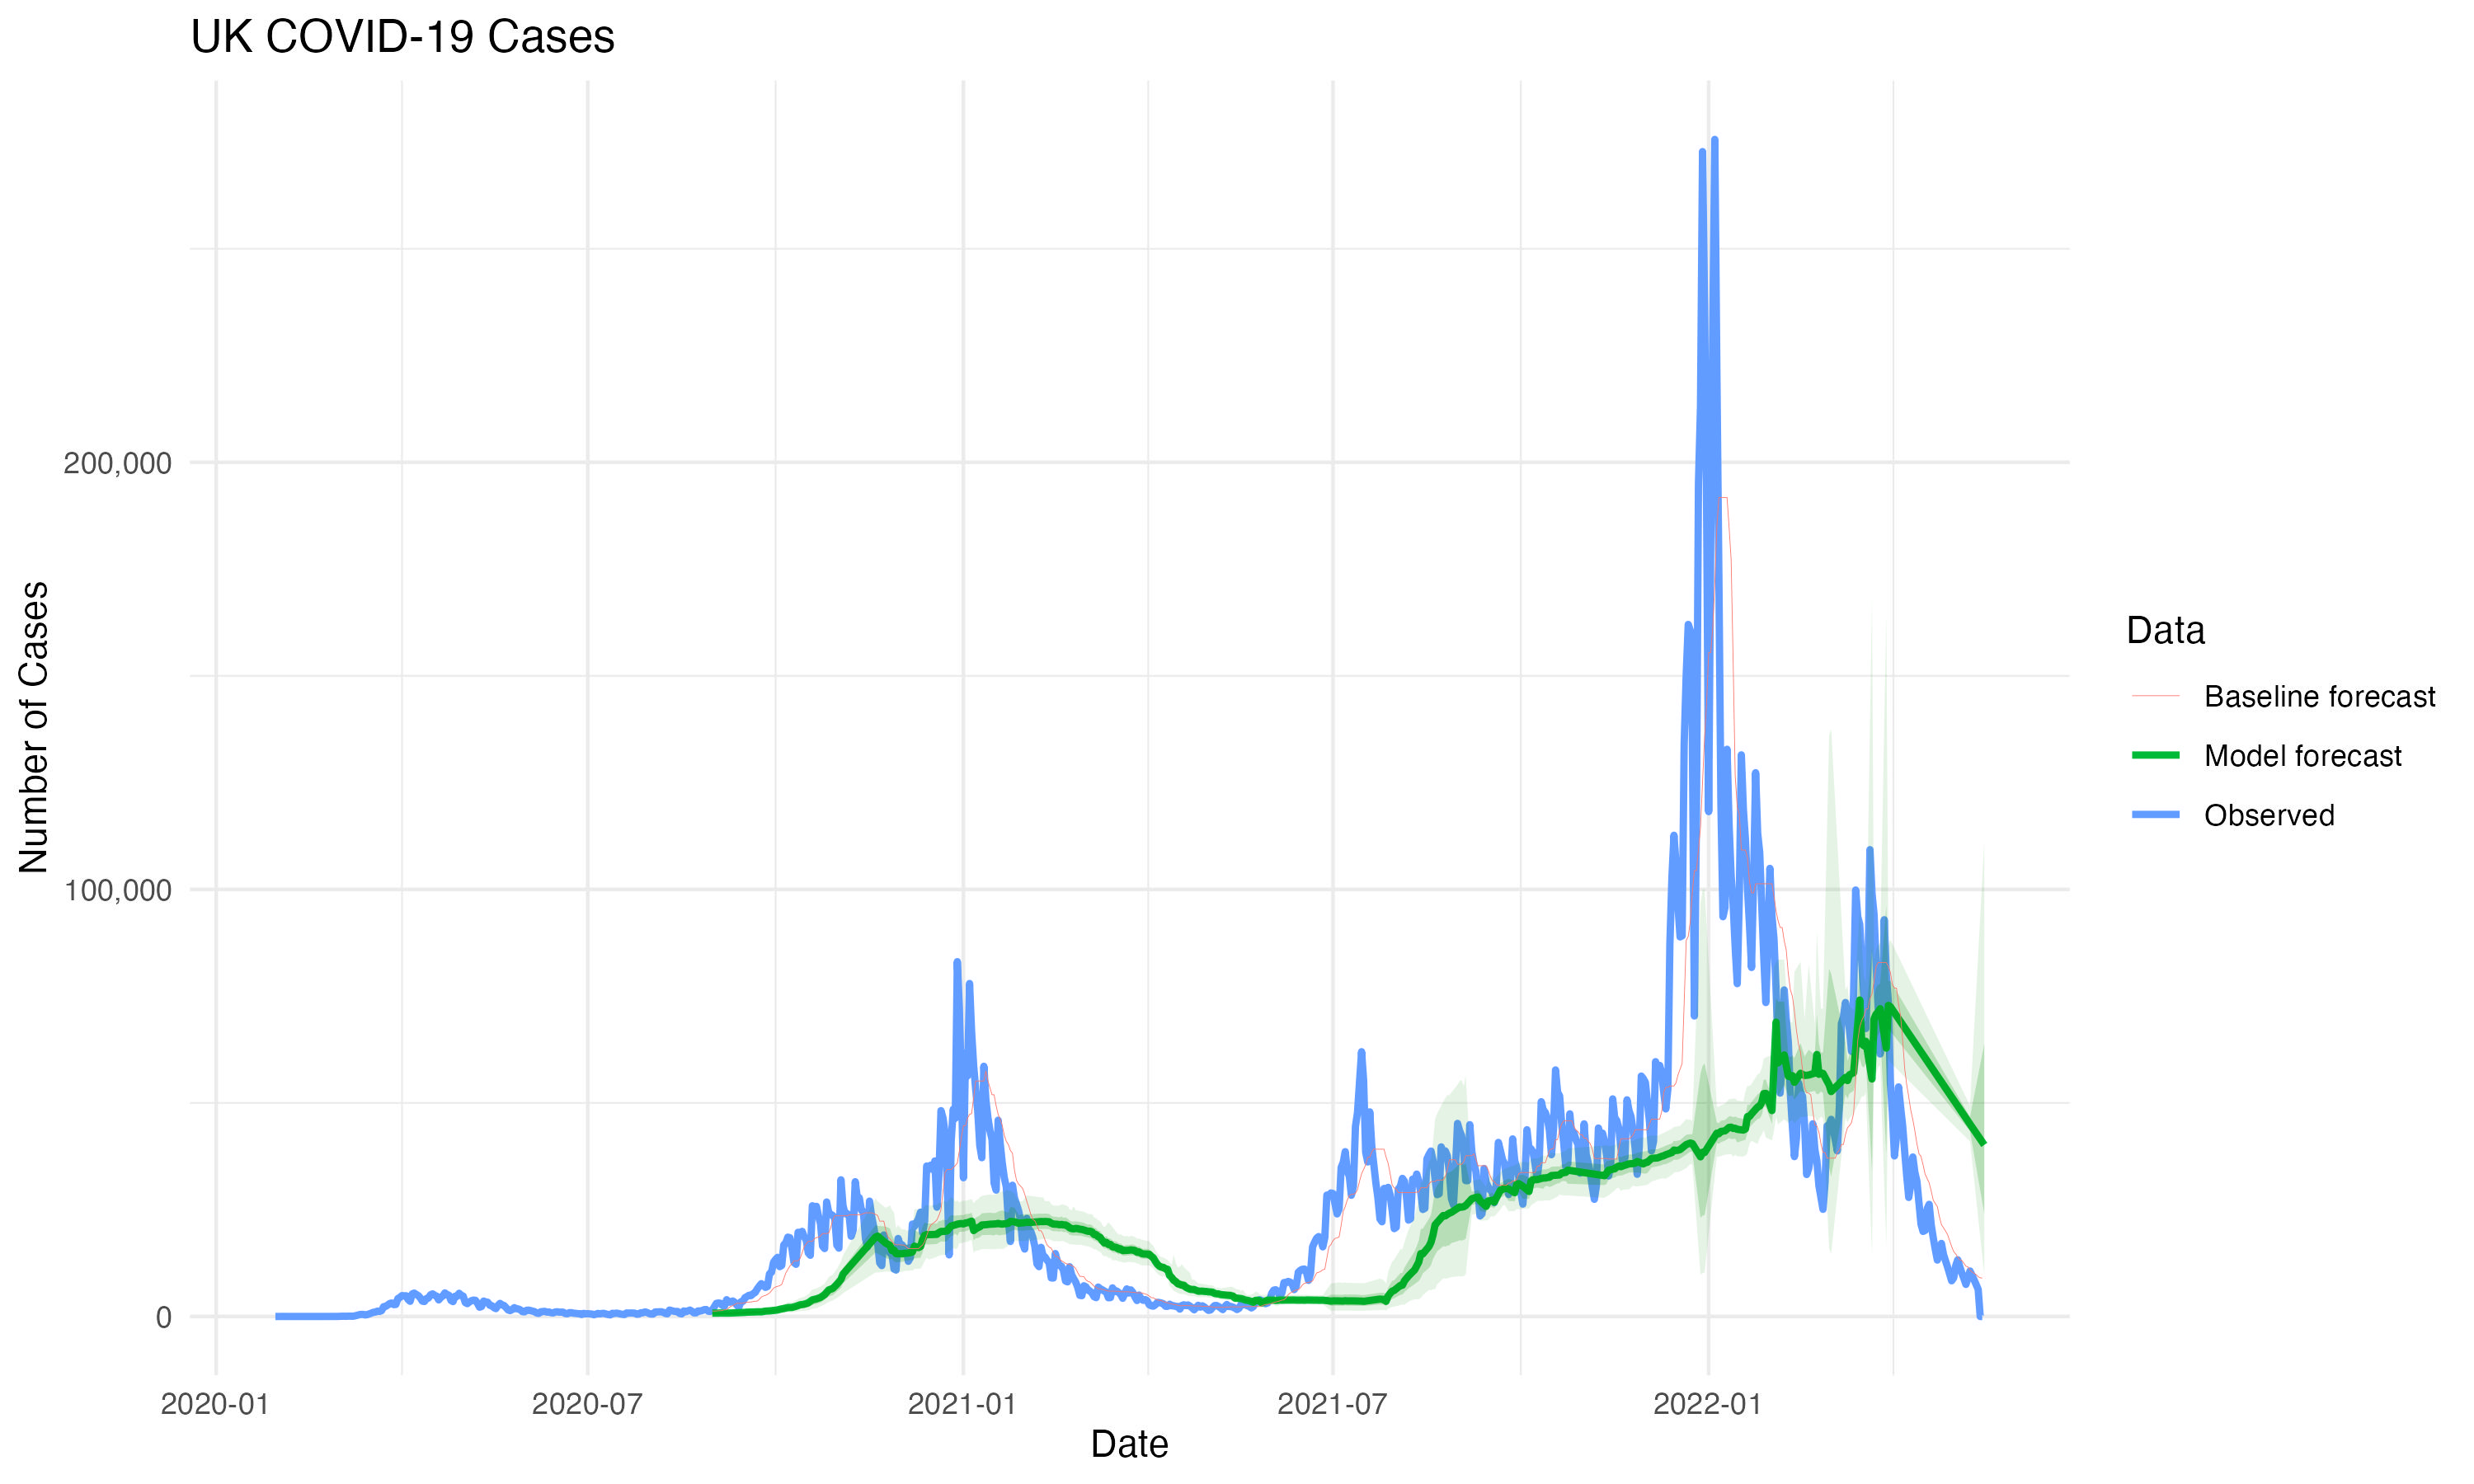 UK COVID-19 Cases
Number of Cases
200,000
100,000
0
2020-01
2020-07
2021-01
2021-07
2022-01
Date
Data
Baseline forecast
Model forecast
Observed